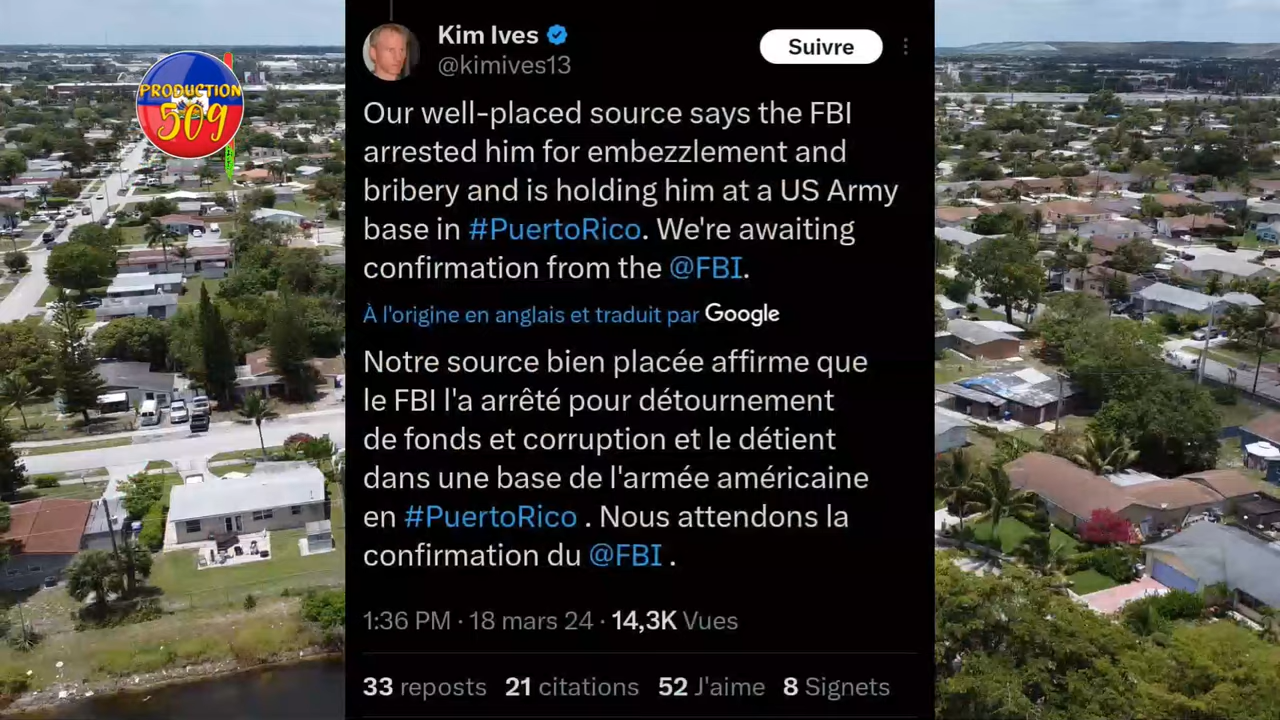 PRODUCTION
509
Kim Ives
@kimives13
Suivre
Our well-placed source says the FBI
arrested him for embezzlement and
bribery and is holding him at a US Army
base in #PuertoRico. We're awaiting
confirmation from the @FBI.
À l'origine en anglais et traduit par Google
Notre source bien placée affirme que
le FBI l'a arrêté pour détournement
de fonds et corruption et le détient
dans une base de l'armée américaine
en #PuertoRico . Nous attendons la
confirmation du @FBI .
1:36 PM · 18 mars 24 · 14,3K Vues
33 reposts 21 citations 52 J'aime 8 Signets